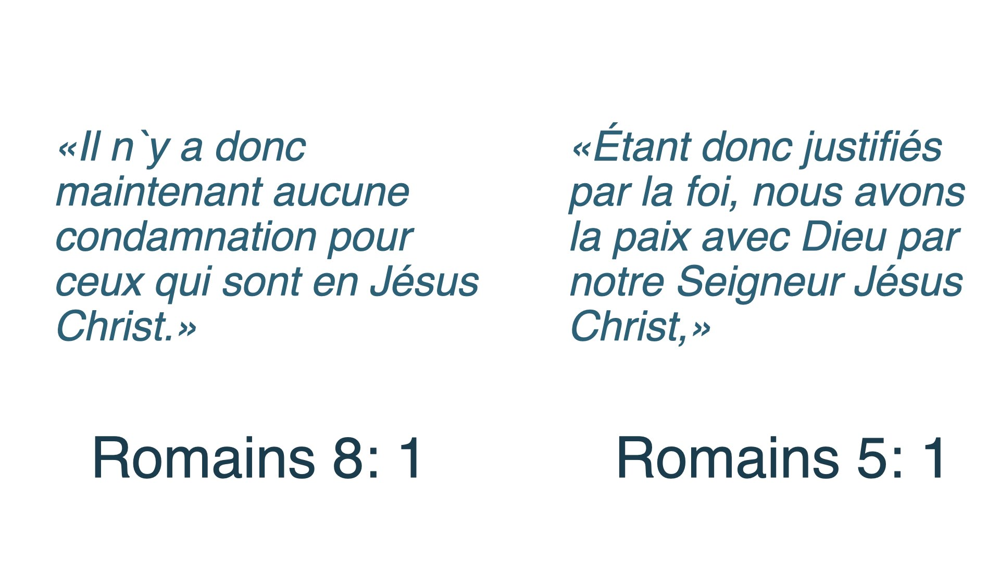 «Il n`y a donc
maintenant aucune
condamnation pour
ceux qui sont en Jésus
Christ.»
Romains 8: 1
«Étant donc justifiés
par la foi, nous avons
la paix avec Dieu par
notre Seigneur Jésus
Christ,»
Romains 5: 1